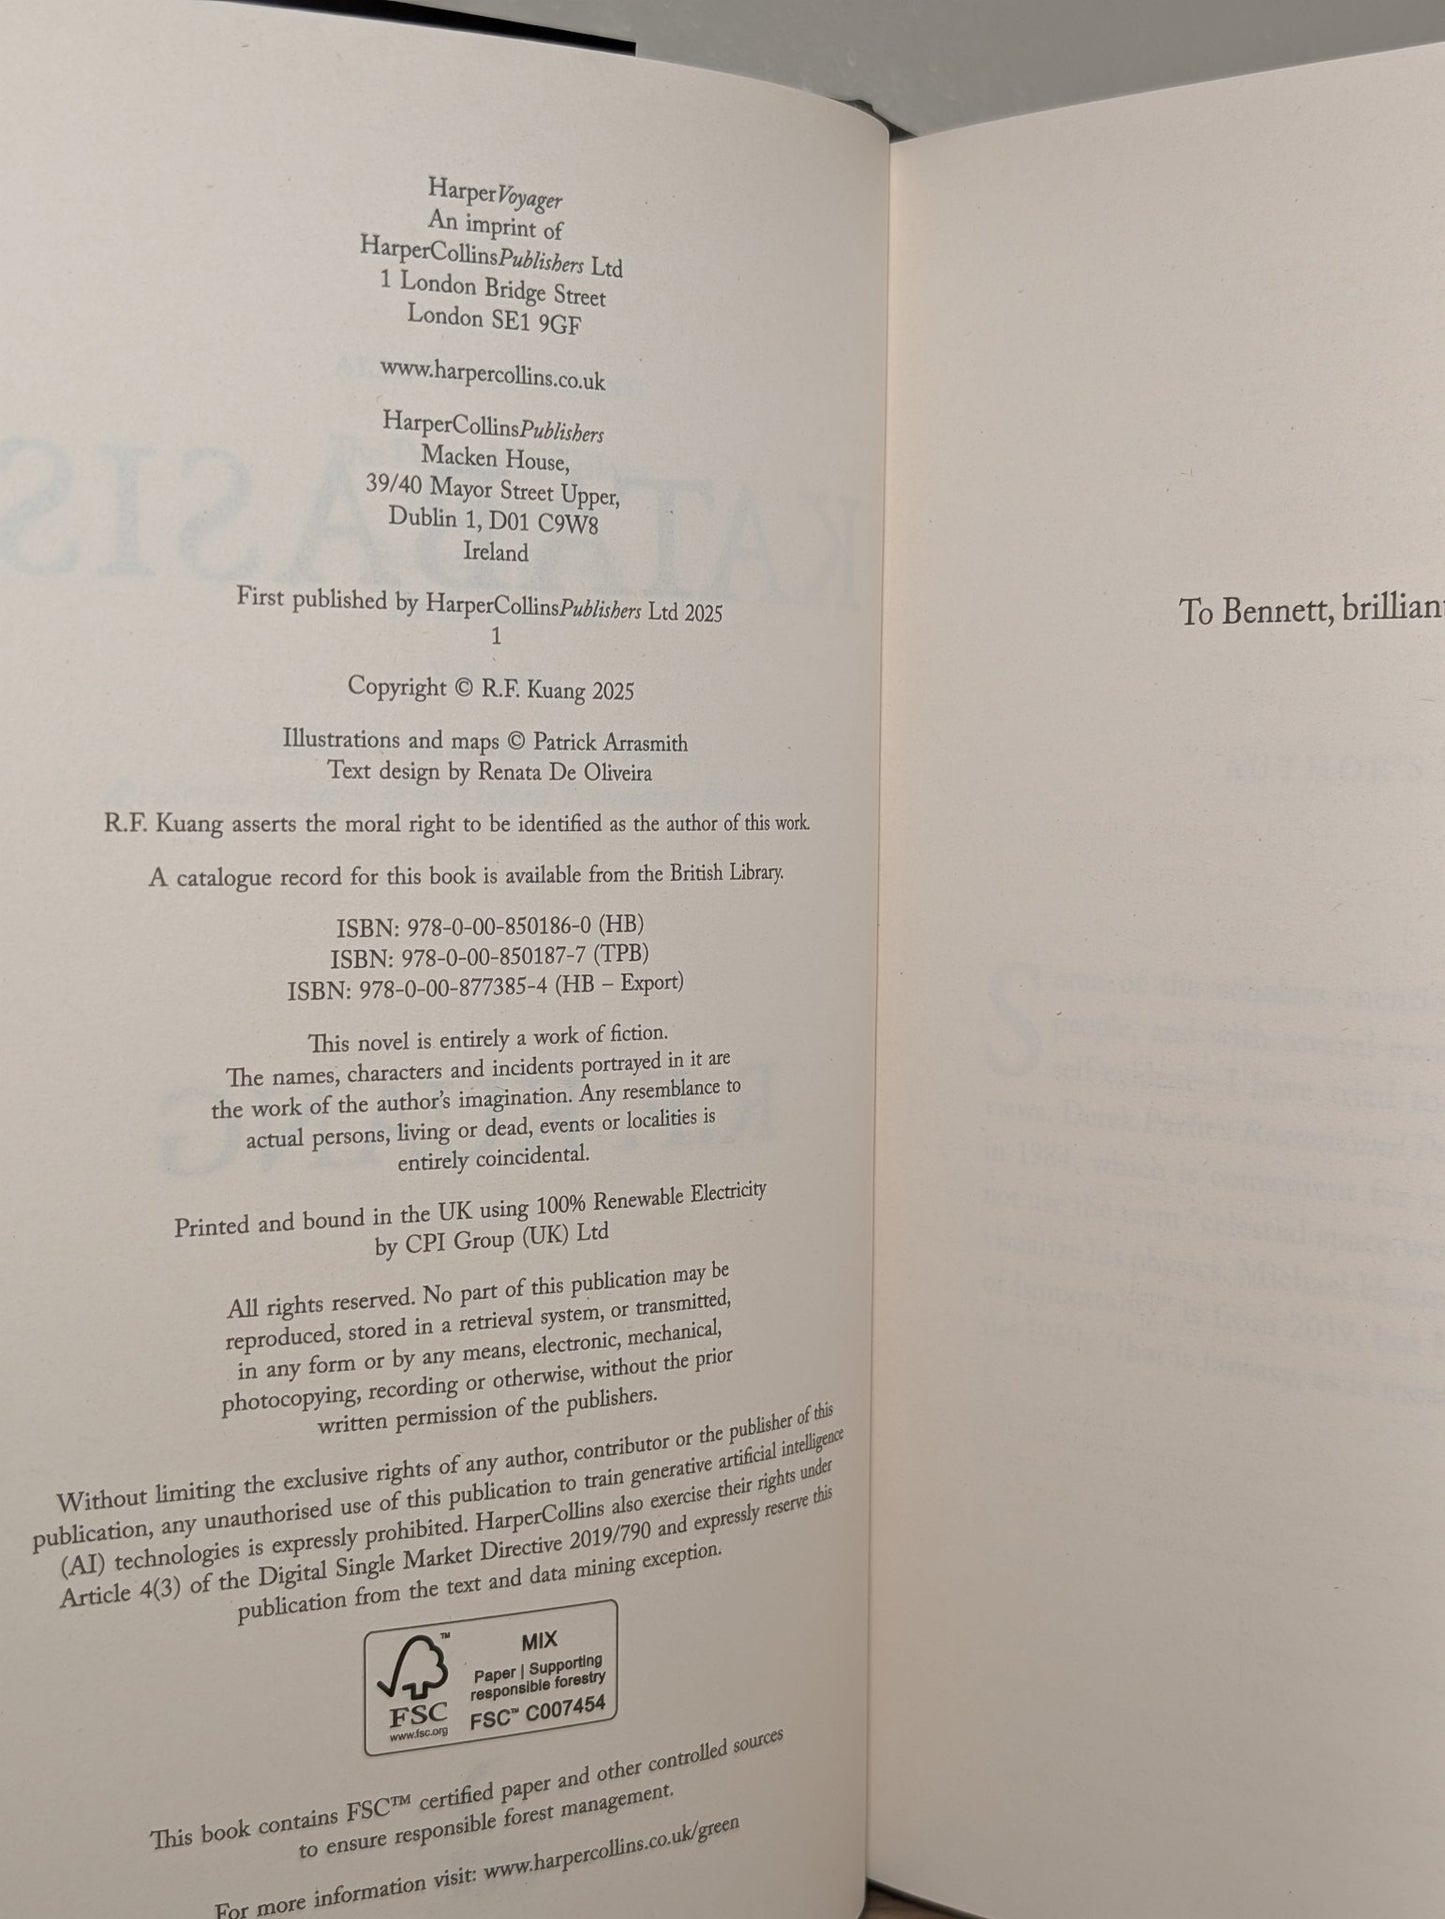 HarperVoyager
An imprint of
HarperCollinsPublishers Ltd
1 London Bridge Street
London SE1 9GF
www.harpercollins.co.uk
HarperCollinsPublishers
Macken House,
39/40 Mayor Street Upper,
Dublin 1, D01 C9W8
Ireland
First published by HarperCollinsPublishers Ltd 2025
1
Copyright © R.F. Kuang 2025
Illustrations and maps © Patrick Arrasmith
Text design by Renata De Oliveira
R.F. Kuang asserts the moral right to be identified as the author of this work.
A catalogue record for this book is available from the British Library.
ISBN: 978-0-00-850186-0 (HB)
ISBN: 978-0-00-850187-7 (TPB)
ISBN: 978-0-00-877385-4 (HB – Export)
This novel is entirely a work of fiction.
The names, characters and incidents portrayed in it are
the work of the author's imagination. Any resemblance to
actual persons, living or dead, events or localities is
entirely coincidental.
Printed and bound in the UK using 100% Renewable Electricity
by CPI Group (UK) Ltd
All rights reserved. No part of this publication may be
reproduced, stored in a retrieval system, or transmitted,
in any form or by any means, electronic, mechanical,
photocopying, recording or otherwise, without the prior
written permission of the publishers.
Without limiting the exclusive rights of any author, contributor or the publisher of this
publication, any unauthorised use of this publication to train generative artificial intelligence
(AI) technologies is expressly prohibited. HarperCollins also exercise their rights under
Article 4(3) of the Digital Single Market Directive 2019/790 and expressly reserve this
publication from the text and data mining exception.
FSC™
www.fsc.org
MIX
Paper | Supporting
responsible forestry
FSC™ C007454
This book contains FSC™ certified paper and other controlled sources
to ensure responsible forest management.
For more information visit: www.harpercollins.co.uk/green
To Bennett, brillian